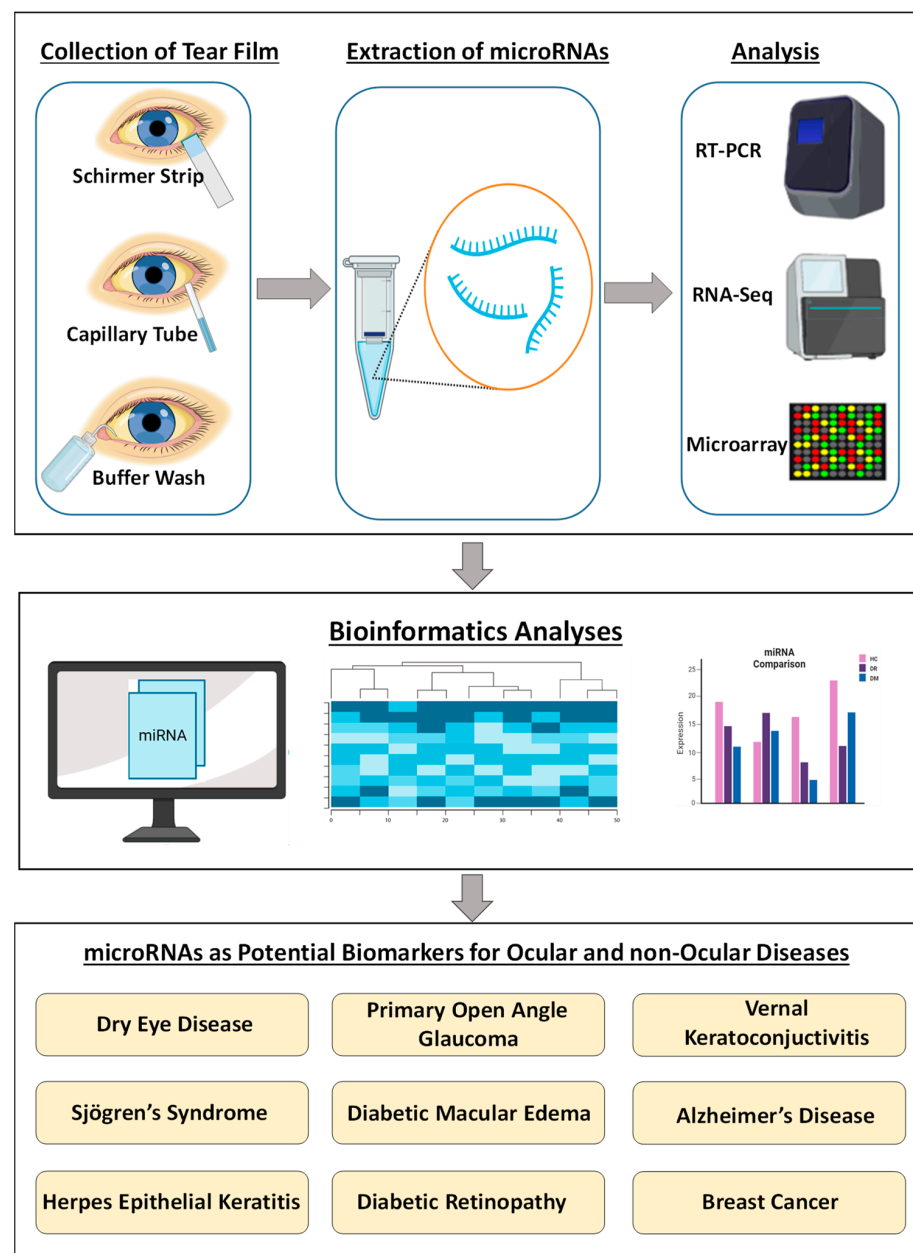 Collection of Tear Film
Extraction of microRNAs
Analysis
Schirmer Strip
Capillary Tube
Buffer Wash
RT-PCR
RNA-Seq
Microarray
Bioinformatics Analyses
miRNA
0
10
20
30
40
50
miRNA
Comparison
HC
DR
DM
Expression
25
20
15
10
5
0
microRNAs as Potential Biomarkers for Ocular and non-Ocular Diseases
Dry Eye Disease
Primary Open Angle
Glaucoma
Vernal
Keratoconjuctivitis
Sjögren's Syndrome
Diabetic Macular Edema
Alzheimer's Disease
Herpes Epithelial Keratitis
Diabetic Retinopathy
Breast Cancer